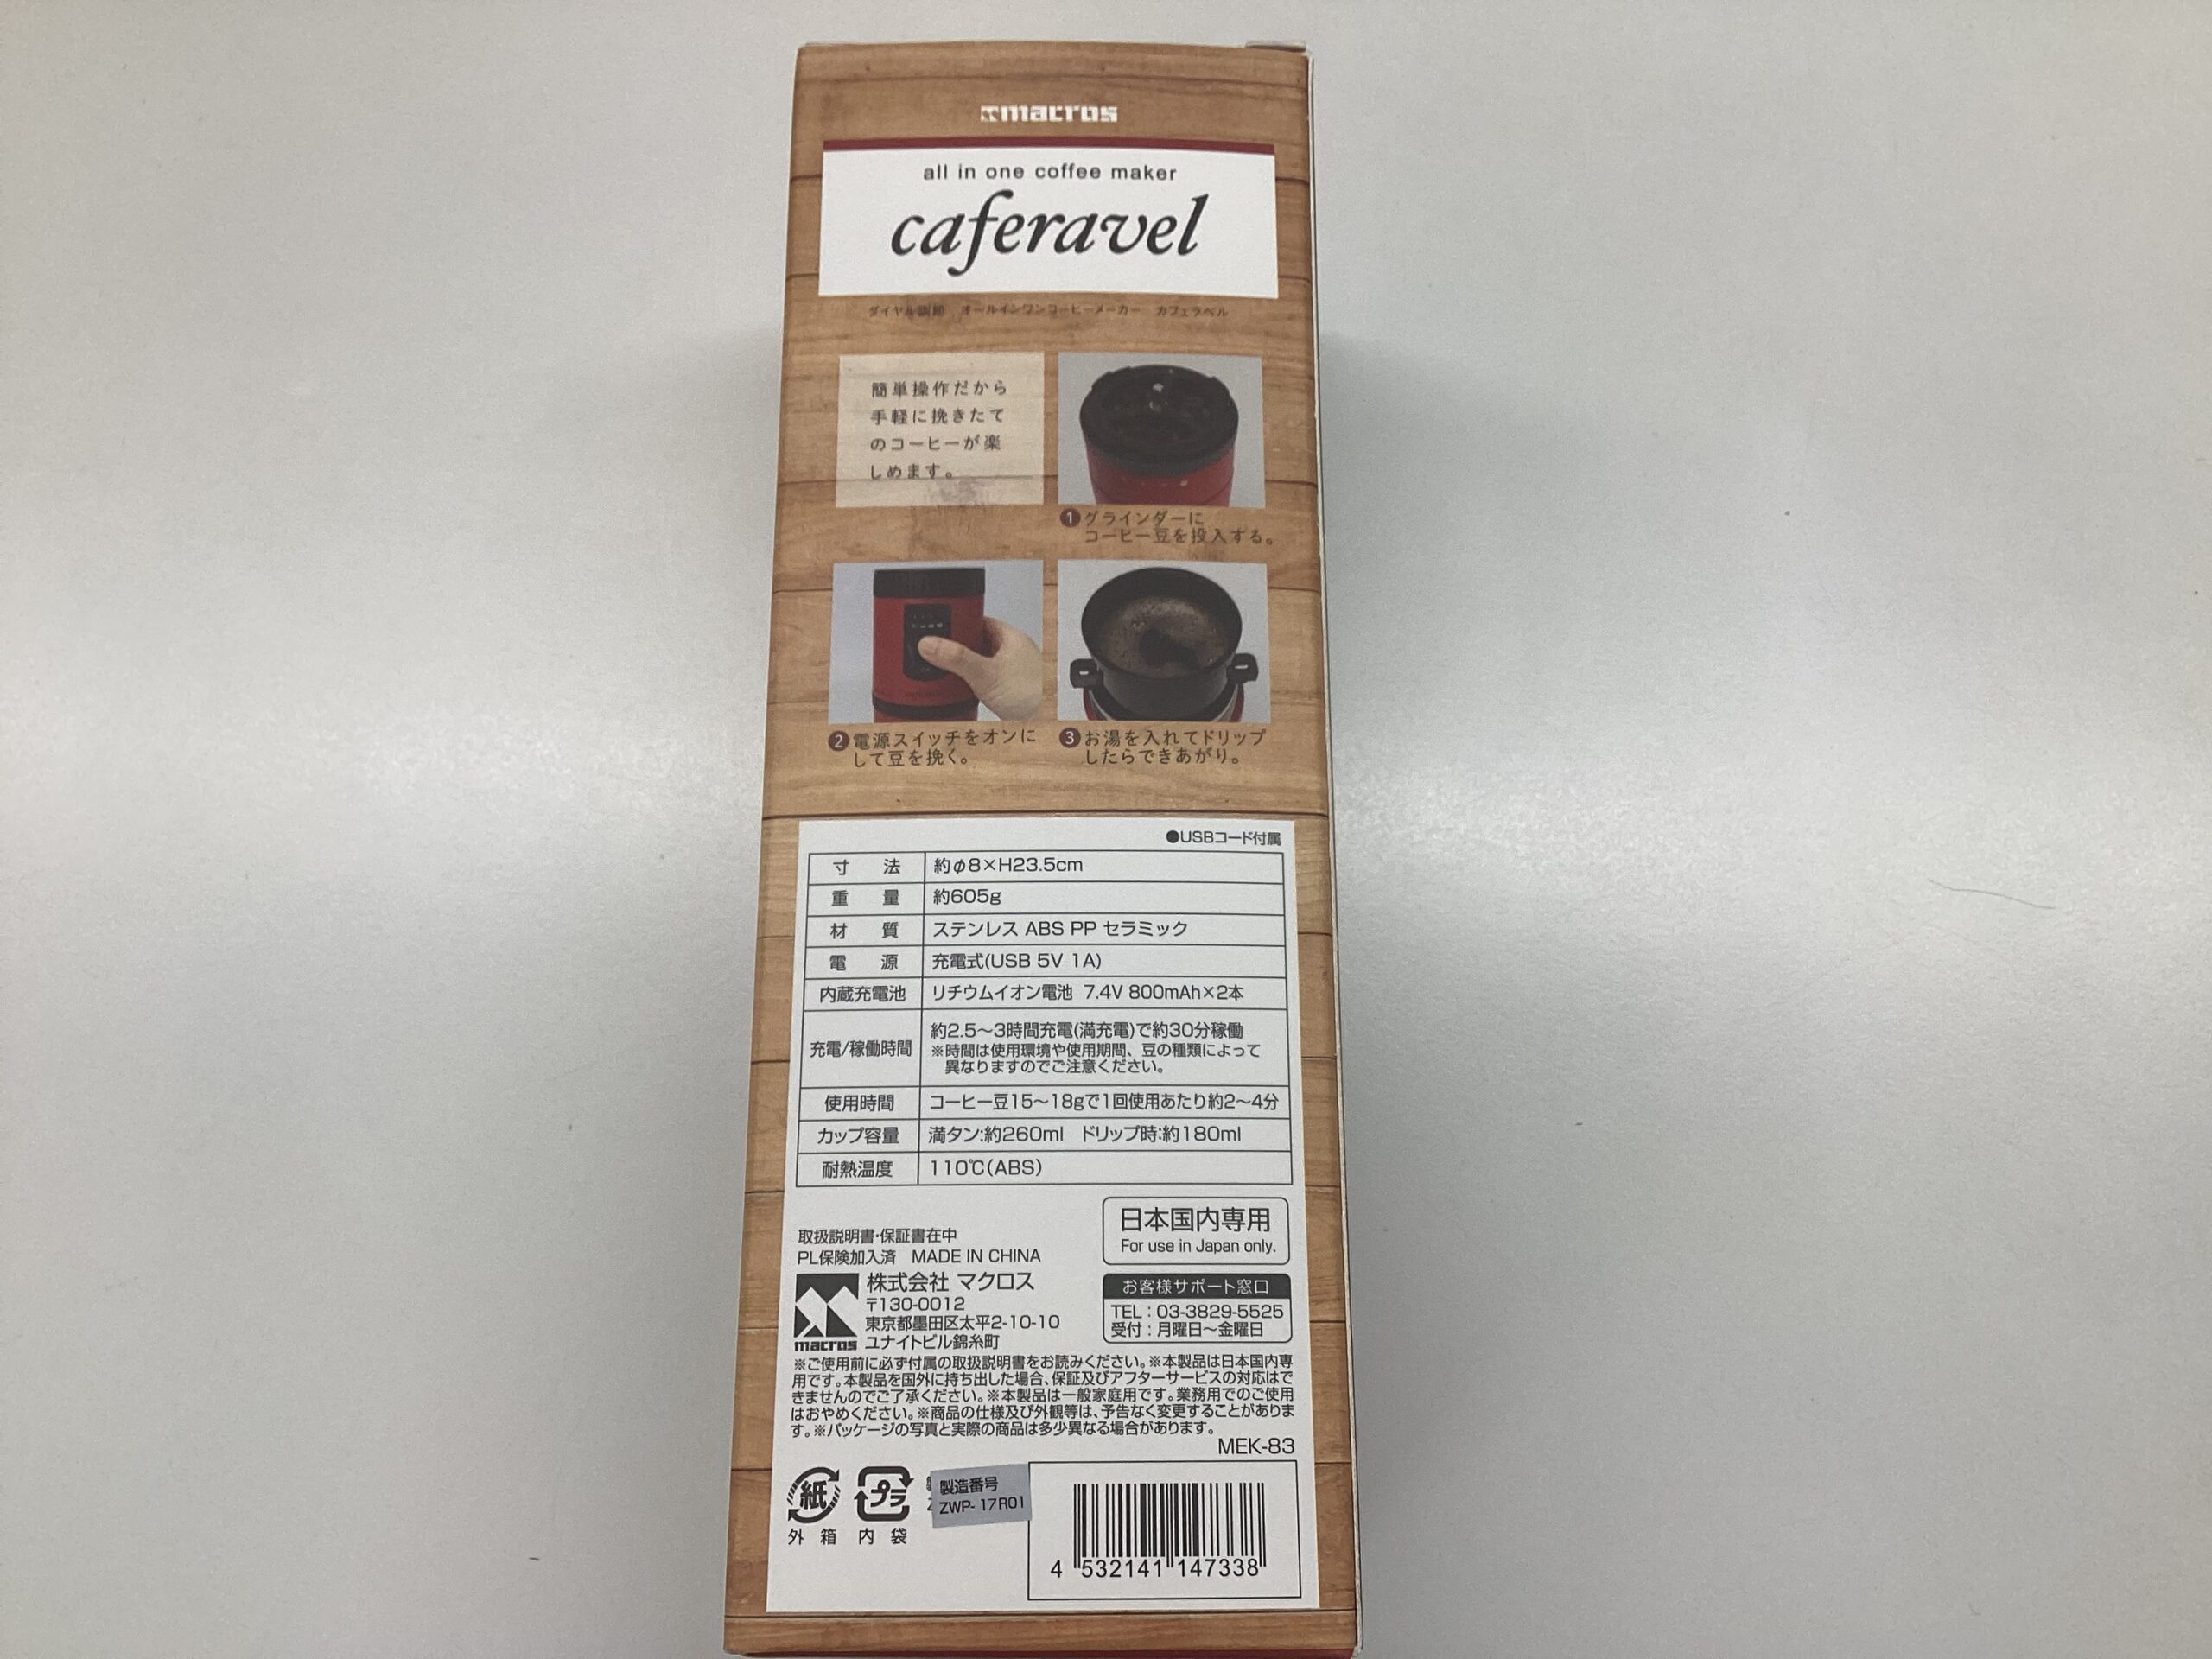 macros
all in one coffee maker
caferavel
ダイヤル調節 オールインワンコーヒーメーカー カフェラベル
簡単操作だから
手軽に挽きたて
のコーヒーが楽
しめます。
1 グラインダーに
コーヒー豆を投入する。
2 電源スイッチをオンに
して豆を挽く。
3 お湯を入れてドリップ
したらできあがり。
●USBコード付属
寸 法 約φ8×H23.5cm
重 量 約605g
材 質 ステンレス ABS PP セラミック
電 源 充電式(USB 5V 1A)
内蔵充電池 リチウムイオン電池 7.4V 800mAh×2本
充電/稼働時間 約2.5〜3時間充電(満充電)で約30分稼働
※時間は使用環境や使用期間、豆の種類によって
異なりますのでご注意ください。
使用時間 コーヒー豆15〜18gで1回使用あたり約2〜4分
カップ容量 満タン:約260ml ドリップ時:約180ml
耐熱温度 110℃(ABS)
日本国内専用
For use in Japan only.
取扱説明書・保証書在中
PL保険加入済 MADE IN CHINA
macros
株式会社 マクロス
〒130-0012
東京都墨田区太平2-10-10
ユナイトビル錦糸町
お客様サポート窓口
TEL : 03-3829-5525
受付 : 月曜日〜金曜日
※ご使用前に必ず付属の取扱説明書をお読みください。※本製品は日本国内専
用です。本製品を国外に持ち出した場合、保証及びアフターサービスの対応はで
きませんのでご了承ください。※本製品は一般家庭用です。業務用でのご使用
はおやめください。※商品の仕様及び外観等は、予告なく変更することがありま
す。※パッケージの写真と実際の商品は多少異なる場合があります。
MEK-83
紙
外 箱
プラ
内 袋
製造番号
ZWP- 17R01
4 532141 147338